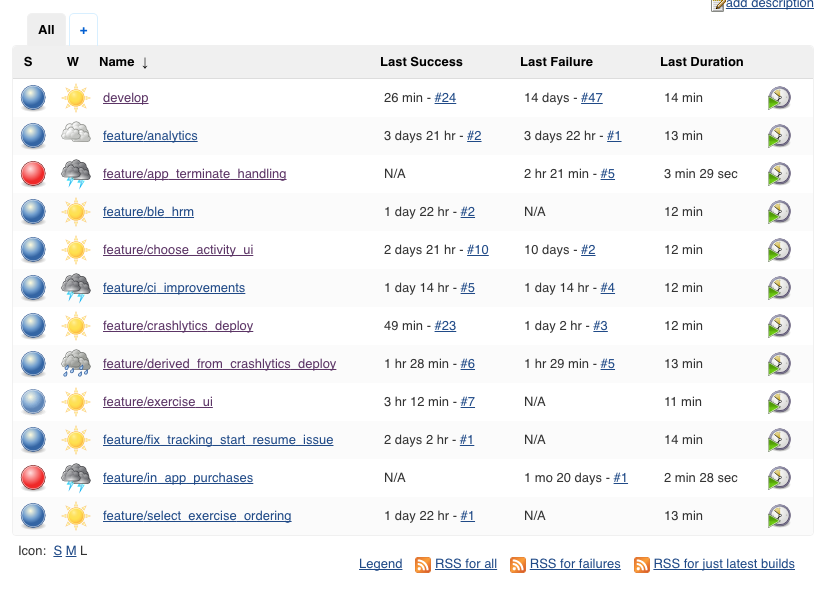 add description
All +
S W Name ↓ Last Success Last Failure Last Duration
develop 26 min - #24 14 days - #47 14 min
feature/analytics 3 days 21 hr - #2 3 days 22 hr - #1 13 min
feature/app_terminate_handling N/A 2 hr 21 min - #5 3 min 29 sec
feature/ble_hrm 1 day 22 hr - #2 N/A 12 min
feature/choose_activity_ui 2 days 21 hr - #10 10 days - #2 12 min
feature/ci_improvements 1 day 14 hr - #5 1 day 14 hr - #4 12 min
feature/crashlytics_deploy 49 min - #23 1 day 2 hr - #3 12 min
feature/derived_from_crashlytics_deploy 1 hr 28 min - #6 1 hr 29 min - #5 13 min
feature/exercise_ui 3 hr 12 min - #7 N/A 11 min
feature/fix_tracking_start_resume_issue 2 days 2 hr - #1 N/A 14 min
feature/in_app_purchases N/A 1 mo 20 days - #1 2 min 28 sec
feature/select_exercise_ordering 1 day 22 hr - #1 N/A 13 min
Icon: S M L
Legend RSS for all RSS for failures RSS for just latest builds